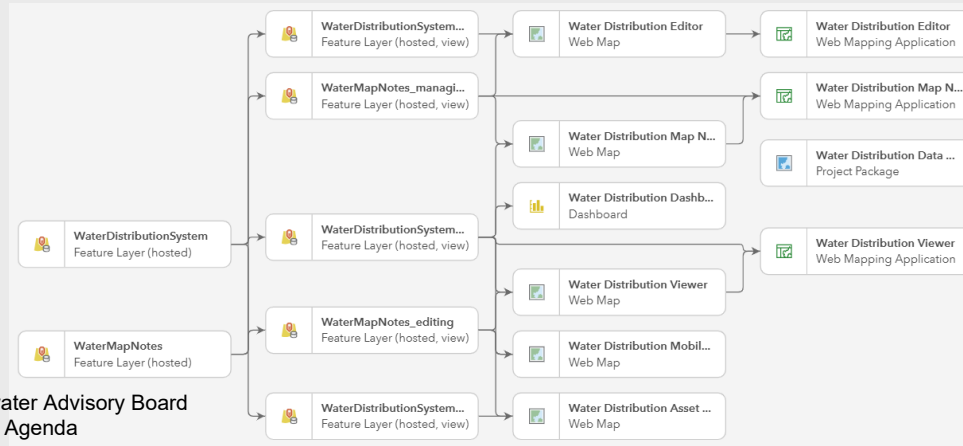 WaterDistributionSystem
Feature Layer (hosted)
WaterMapNotes
Feature Layer (hosted)
ater Advisory Board
Agenda
WaterDistributionSystem...
Feature Layer (hosted, view)
WaterMapNotes_managi...
Feature Layer (hosted, view)
WaterDistributionSystem...
Feature Layer (hosted, view)
WaterMapNotes_editing
Feature Layer (hosted, view)
WaterDistributionSystem...
Feature Layer (hosted, view)
Water Distribution Editor
Web Map
Water Distribution Map N...
Web Map
Water Distribution Dashb...
Dashboard
Water Distribution Viewer
Web Map
Water Distribution Mobil...
Web Map
Water Distribution Asset ...
Web Map
Water Distribution Editor
Web Mapping Application
Water Distribution Map N...
Web Mapping Application
Water Distribution Data ...
Project Package
Water Distribution Viewer
Web Mapping Application